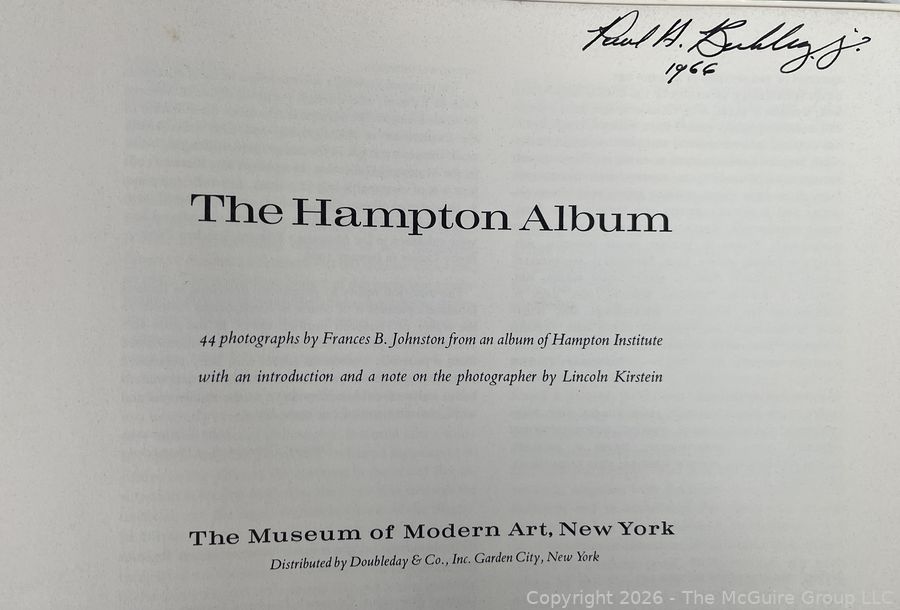 Paul H. jr.
1966
The Hampton Album
44 photographs by Frances B. Johnston from an album of Hampton Institute
with an introduction and a note on the photographer by Lincoln Kirstein
The Museum of Modern Art, New York
Distributed by Doubleday & Co., Inc. Garden City, New York
Copyright 2026 - The McGuire Group LLC